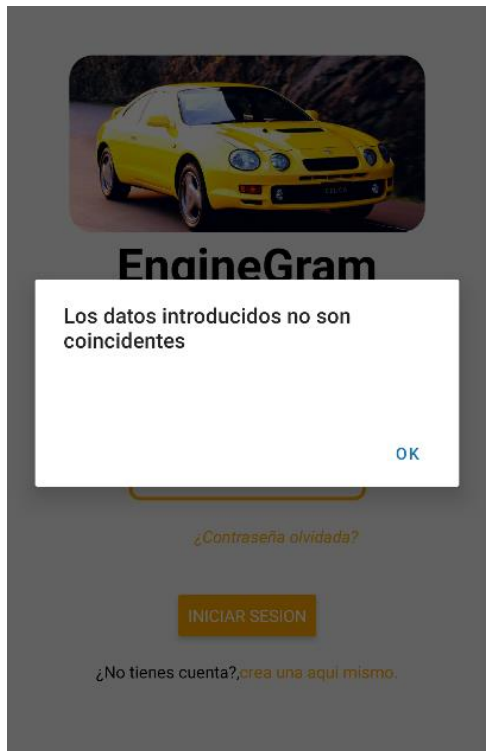 EngineGram
Los datos introducidos no son
coincidentes
OK
¿Contraseña olvidada?
INICIAR SESION
¿No tienes cuenta?,crea una aqui mismo.